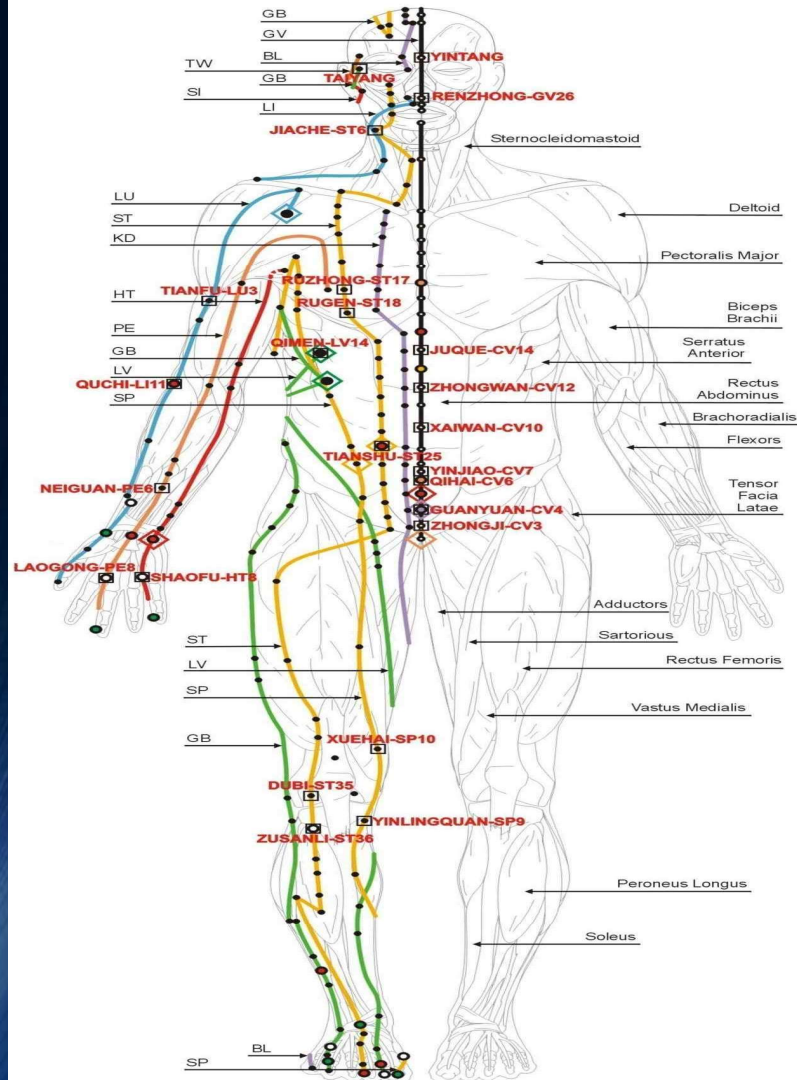 GB
GV
BL
YINTANG
TW
TAIYANG
GB
RENZHONG-GV26
SI
LI
JIACHE-ST6
Sternocleidomastoid
LU
Deltoid
ST
KD
Pectoralis Major
RUZHONG-ST17
TIANFU-LU3
HT
RUGEN-ST18
Biceps
Brachii
PE
QIMEN-LV14
JUQUE-CV14
Serratus
Anterior
GB
LV
QUCHI-LI11
ZHONGWAN-CV12
Rectus
Abdominus
SP
Brachoradialis
XAIWAN-CV10
Flexors
TIANSHU-ST25
YINJIAO-CV7
QIHAI-CV6
NEIGUAN-PE6
Tensor
Facia
Latae
GUANYUAN-CV4
ZHONGJI-CV3
LAOGONG-PE8
SHAOFU-HT8
Adductors
ST
Sartorious
LV
Rectus Femoris
SP
Vastus Medialis
GB
XUEHAI-SP10
DUBI-ST35
YINLINGQUAN-SP9
ZUSANLI-ST36
Peroneus Longus
Soleus
BL
SP